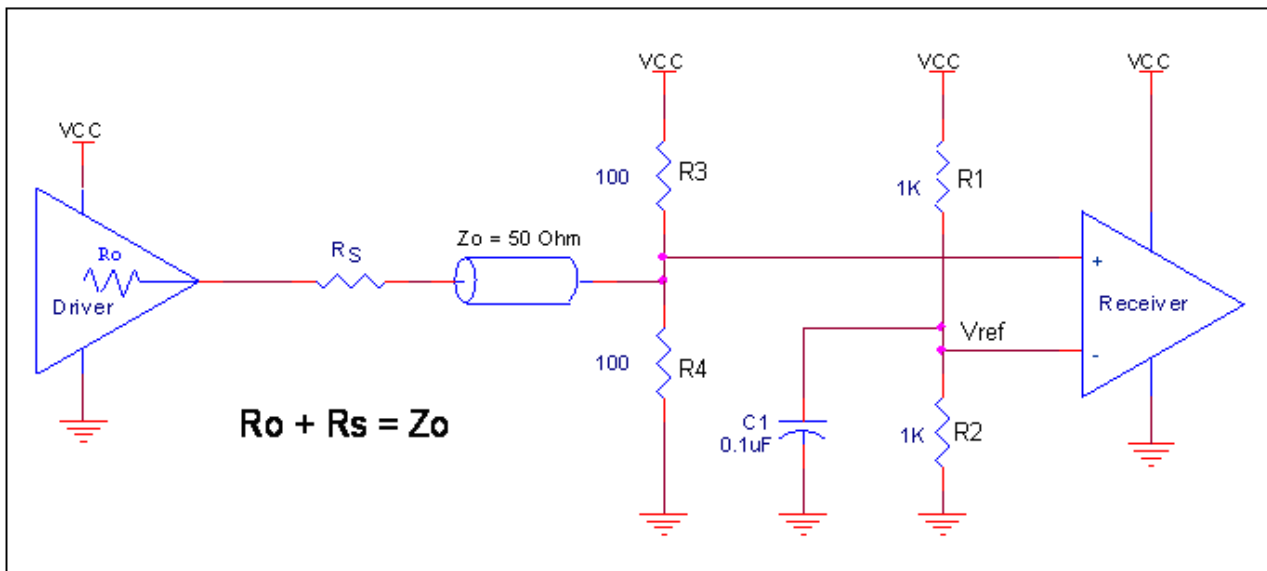 VCC
VCC
VCC
VCC
Ro
Driver
RS
Zo = 50 Ohm
100
R3
1K
R1
+
Receiver
-
Vref
100
R4
C1
0.1uF
1K
R2
Ro + Rs = Zo